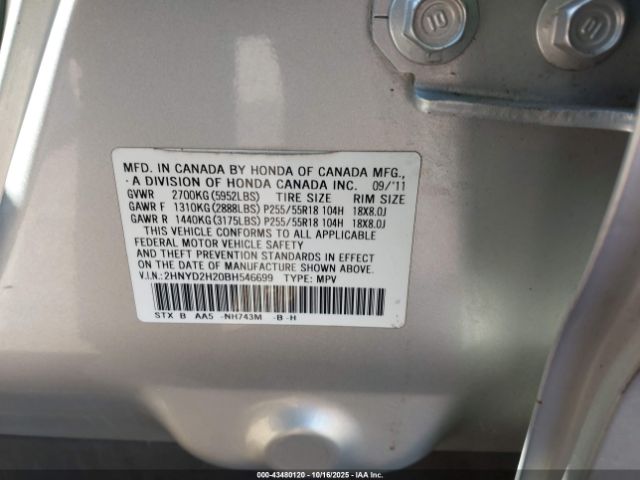 10
10
MFD. IN CANADA BY HONDA OF CANADA MFG.,
A DIVISION OF HONDA CANADA INC. 09/'11
GVWR 2700KG(5952LBS) TIRE SIZE RIM SIZE
GAWR F 1310KG(2888LBS) P255/55R18 104H 18X8.0J
GAWR R 1440KG(3175LBS) P255/55R18 104H 18X8.0J
THIS VEHICLE CONFORMS TO ALL APPLICABLE
FEDERAL MOTOR VEHICLE SAFETY
AND THEFT PREVENTION STANDARDS IN EFFECT
ON THE DATE OF MANUFACTURE SHOWN ABOVE.
V.I.N.:2HNYD2H20BH546699 TYPE: MPV
STX B AA5 -NH743M -B -H
000-43480120 - 10/16/2025 - IAAI Inc.